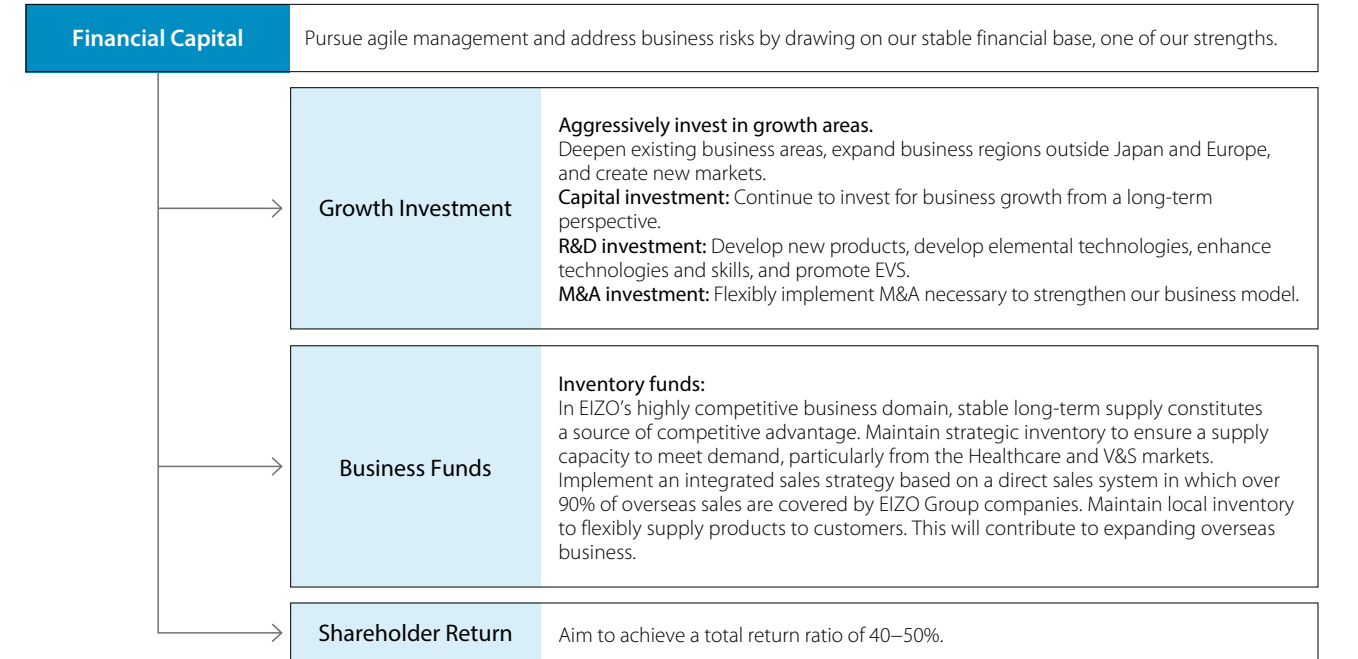 Financial Capital
Pursue agile management and address business risks by drawing on our stable financial base, one of our strengths.
Growth Investment
Aggressively invest in growth areas.
Deepen existing business areas, expand business regions outside Japan and Europe,
and create new markets.
Capital investment: Continue to invest for business growth from a long-term
perspective.
R&D investment: Develop new products, develop elemental technologies, enhance
technologies and skills, and promote EVS.
M&A investment: Flexibly implement M&A necessary to strengthen our business model.
Business Funds
Inventory funds:
In EIZO’s highly competitive business domain, stable long-term supply constitutes
a source of competitive advantage. Maintain strategic inventory to ensure a supply
capacity to meet demand, particularly from the Healthcare and V&S markets.
Implement an integrated sales strategy based on a direct sales system in which over
90% of overseas sales are covered by EIZO Group companies. Maintain local inventory
to flexibly supply products to customers. This will contribute to expanding overseas
business.
Shareholder Return
Aim to achieve a total return ratio of 40–50%.